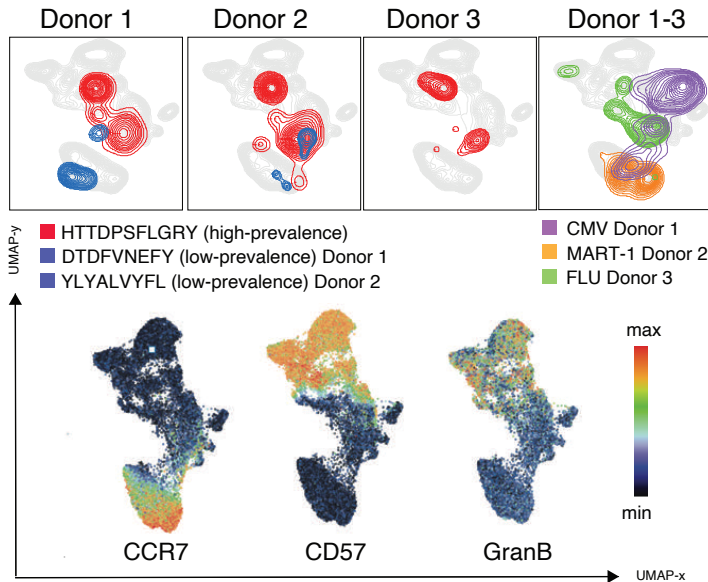 Donor 1
Donor 2
Donor 3
Donor 1-3
HTTDPSFLGRY (high-prevalence)
DTDFVNEFY (low-prevalence) Donor 1
YLYALVYFL (low-prevalence) Donor 2
CMV Donor 1
MART-1 Donor 2
FLU Donor 3
UMAP-y
max
min
CCR7
CD57
GranB
UMAP-x